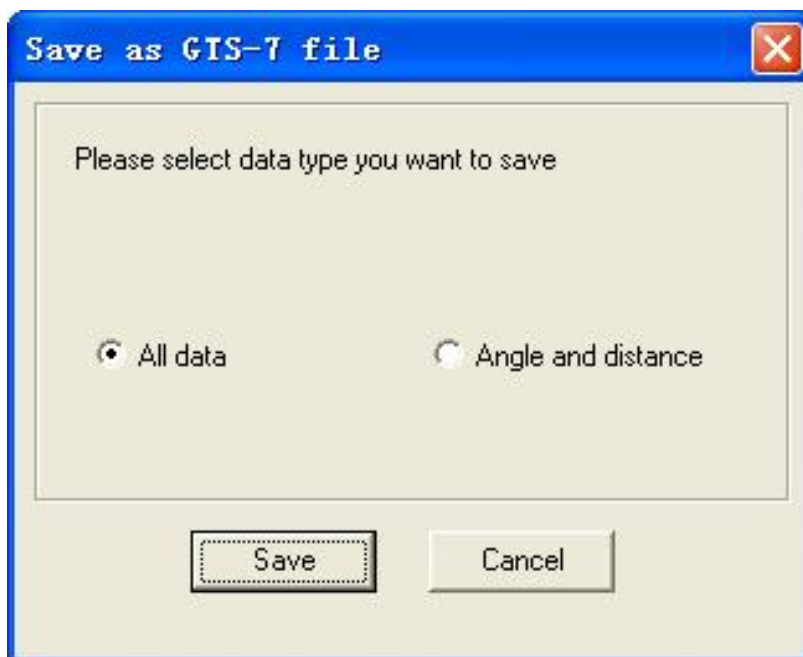 Save as GTS-7 file
Please select data type you want to save
All data
Angle and distance
Save
Cancel